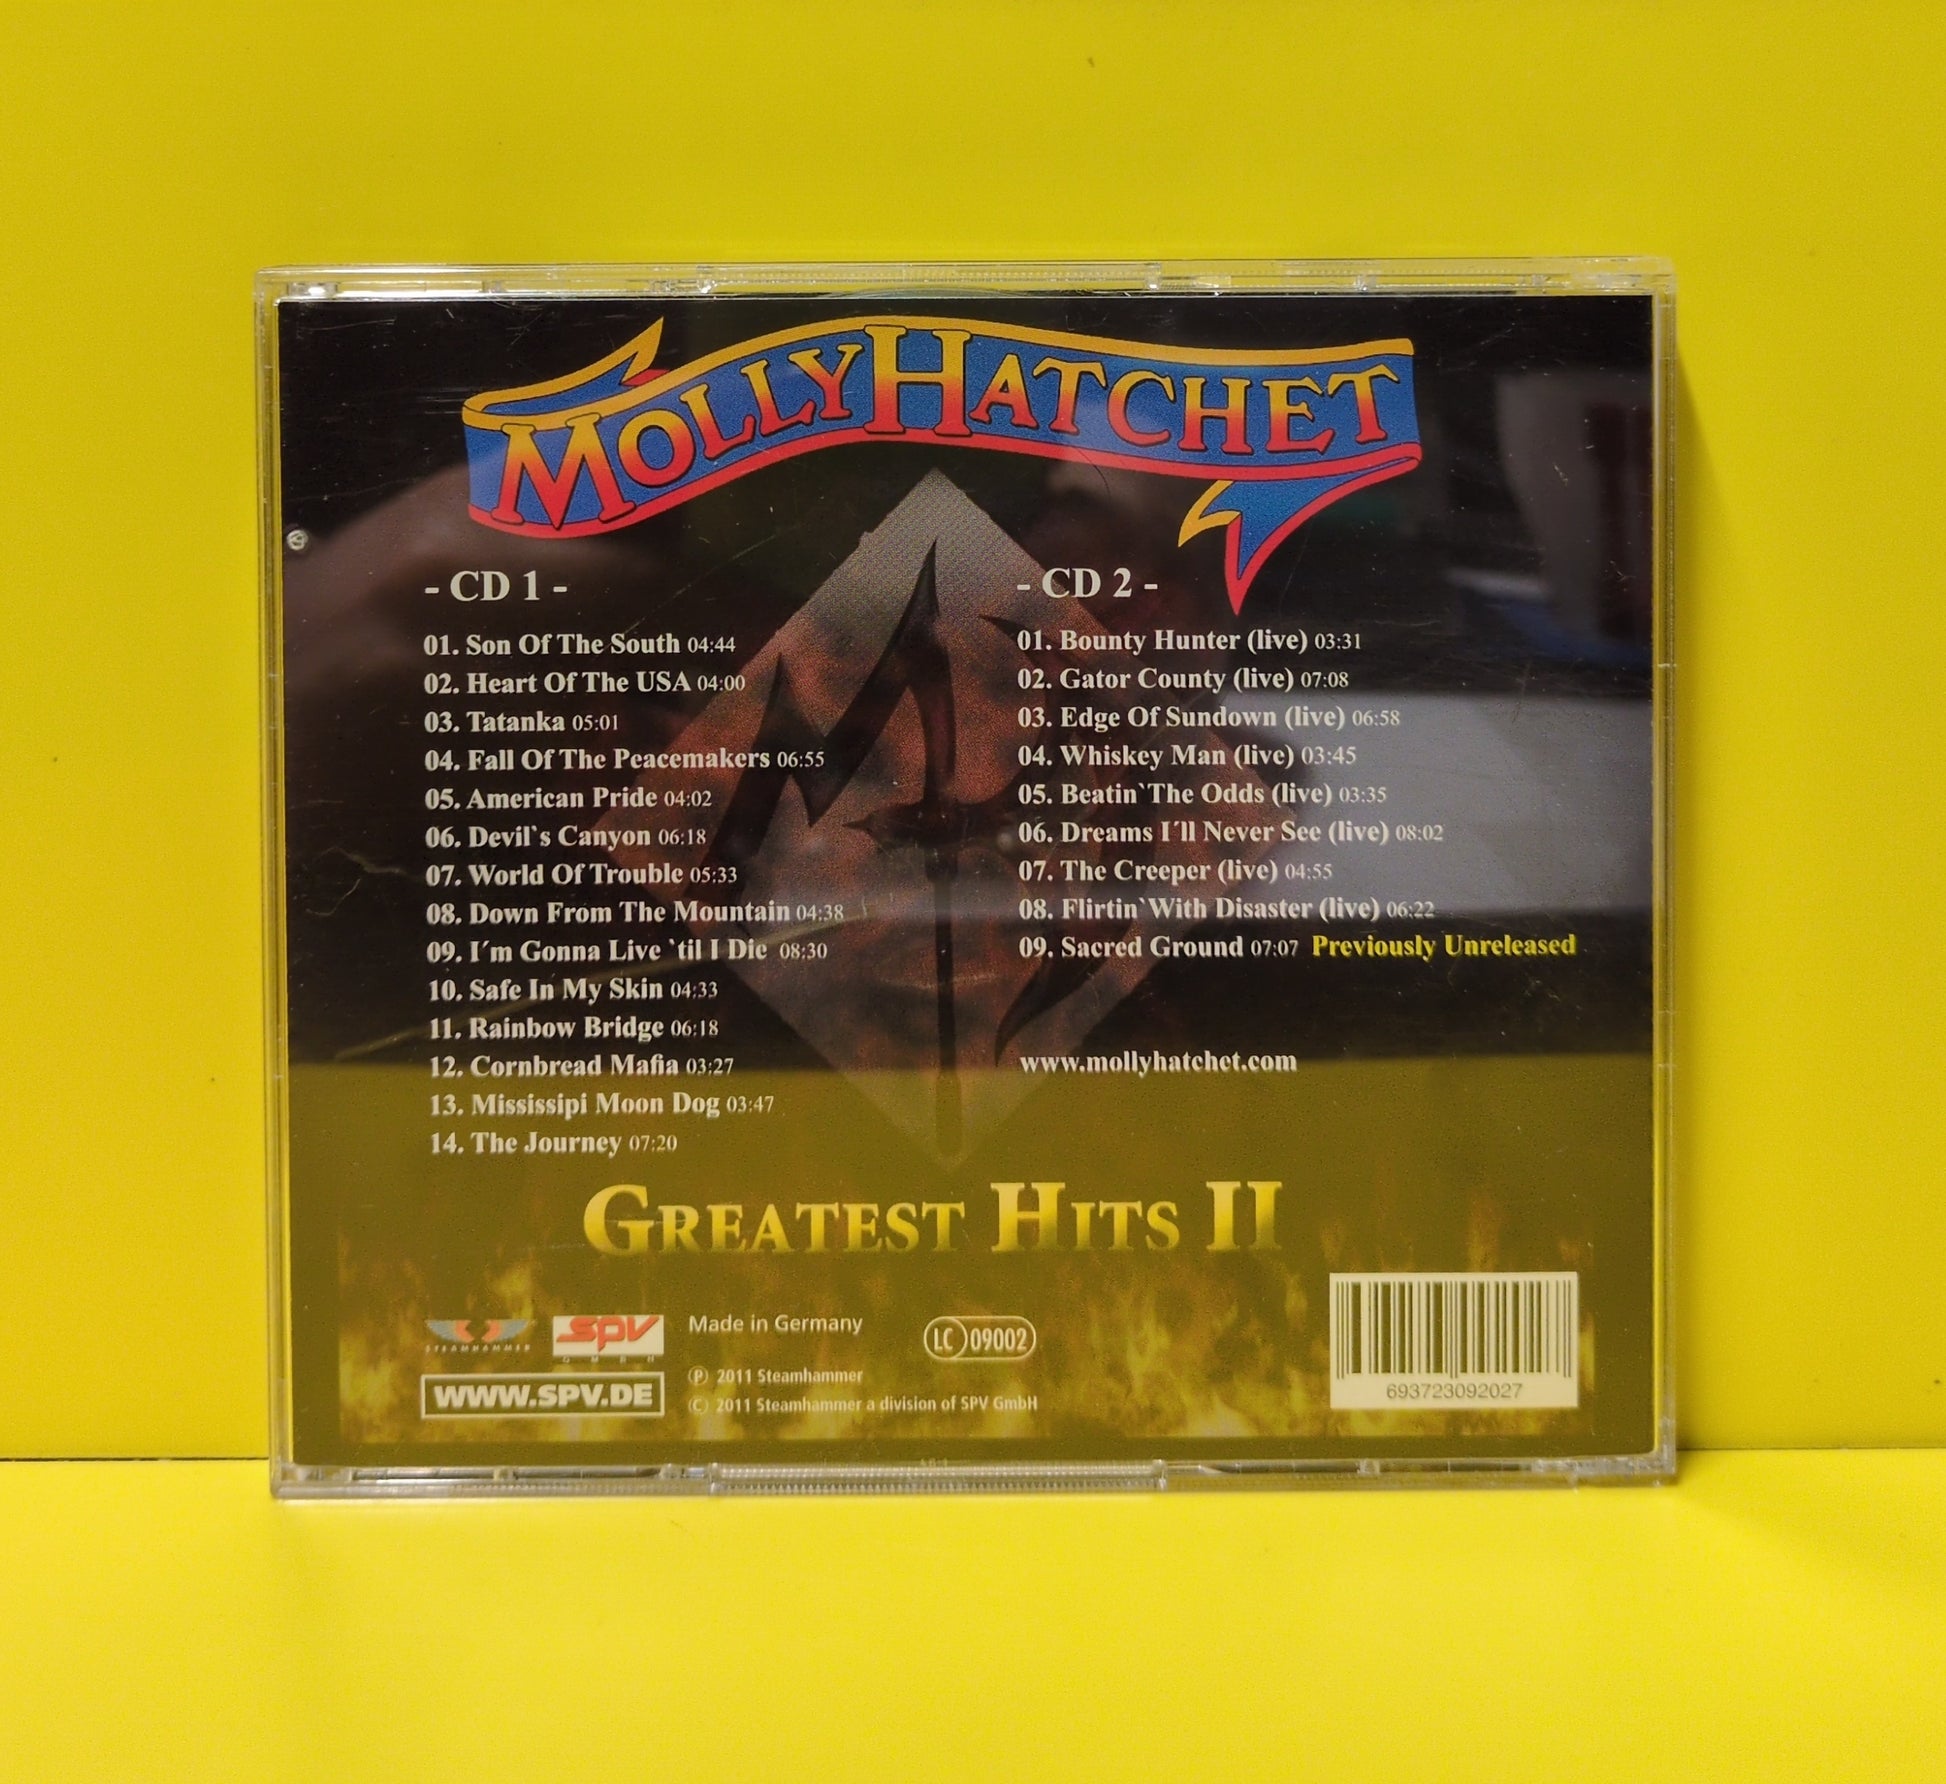 MOLLY HATCHET
- CD 1 -
01. Son Of The South 04:44
02. Heart Of The USA 04:00
03. Tatanka 05:01
04. Fall Of The Peacemakers 06:55
05. American Pride 04:02
06. Devil`s Canyon 06:18
07. World Of Trouble 05:33
08. Down From The Mountain 04:38
09. I´m Gonna Live `til I Die 08:30
10. Safe In My Skin 04:33
11. Rainbow Bridge 06:18
12. Cornbread Mafia 03:27
13. Mississipi Moon Dog 03:47
14. The Journey 07:20
- CD 2 -
01. Bounty Hunter (live) 03:31
02. Gator County (live) 07:08
03. Edge Of Sundown (live) 06:58
04. Whiskey Man (live) 03:45
05. Beatin`The Odds (live) 03:35
06. Dreams I´ll Never See (live) 08:02
07. The Creeper (live) 04:55
08. Flirtin`With Disaster (live) 06:22
09. Sacred Ground 07:07 Previously Unreleased
www.mollyhatchet.com
GREATEST HITS II
STEAMHAMMER
SPV
GMBH
WWW.SPV.DE
Made in Germany
LC 09002
℗ 2011 Steamhammer
© 2011 Steamhammer a division of SPV GmbH
693723092027